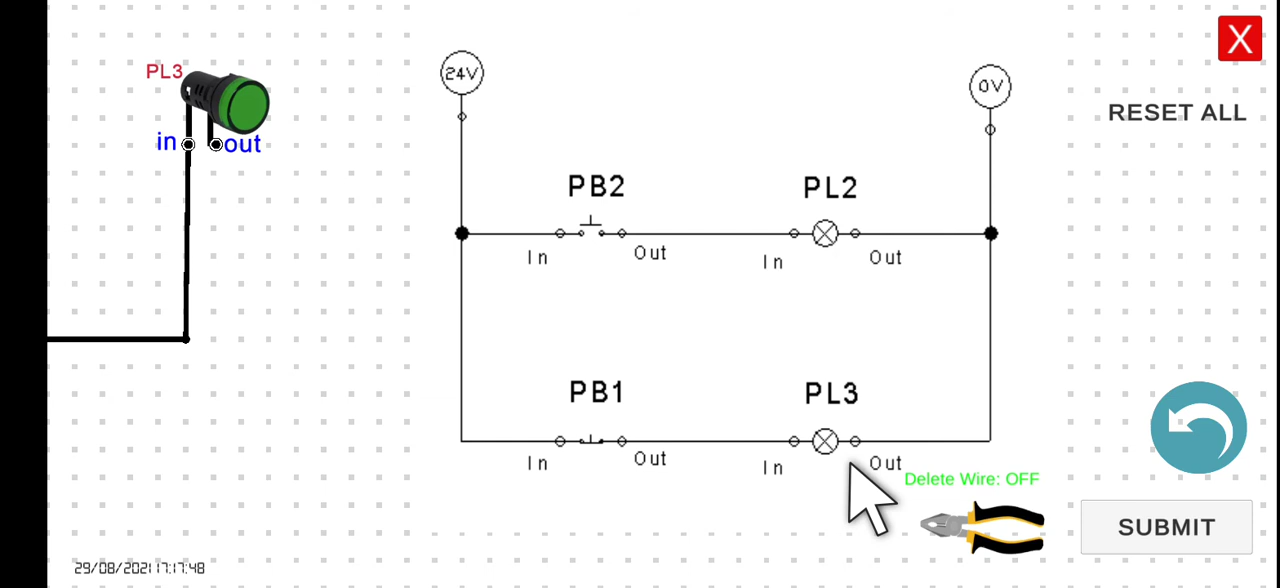 PL3
in
out
24V
0V
X
RESET ALL
PB2
PL2
In
Out
In
Out
PB1
PL3
In
Out
In
Out
Delete Wire: OFF
SUBMIT
29/08/2021 17:17:48